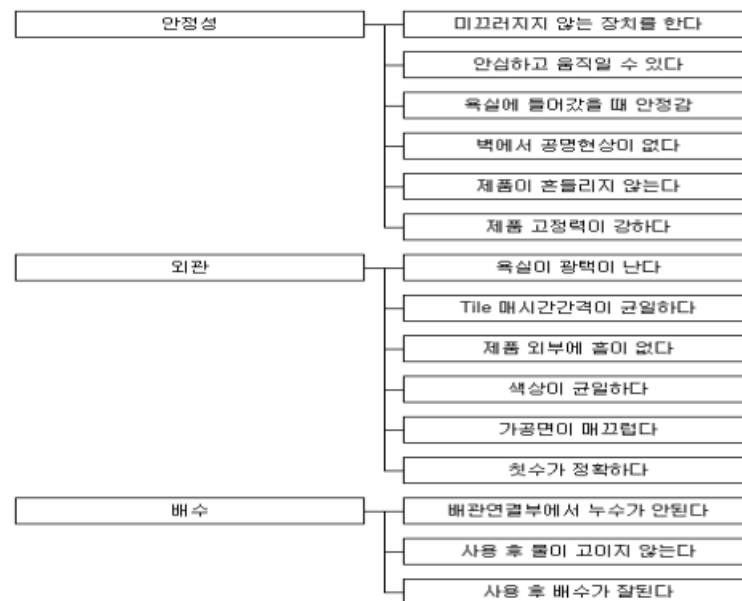 안정성
미끄러지지 않는 장치를 한다
안심하고 움직일 수 있다
욕실에 들어갔을 때 안정감
벽에서 공명현상이 없다
제품이 흔들리지 않는다
제품 고정력이 강하다
외관
욕실이 광택이 난다
Tile 매시간간격이 균일하다
제품 외부에 흠이 없다
색상이 균일하다
가공면이 매끄럽다
칫수가 정확하다
배수
배관연결부에서 누수가 안된다
사용 후 물이 고이지 않는다
사용 후 배수가 잘된다